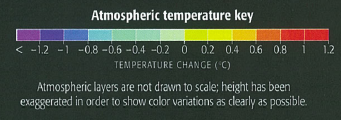 Atmospheric temperature key
< -1.2 -1 -0.8 -0.6 -0.4 -0.2 0 0.2 0.4 0.6 0.8 1 1.2
TEMPERATURE CHANGE (°C)
Atmospheric layers are not drawn to scale; height has been
exaggerated in order to show color variations as clearly as possible.